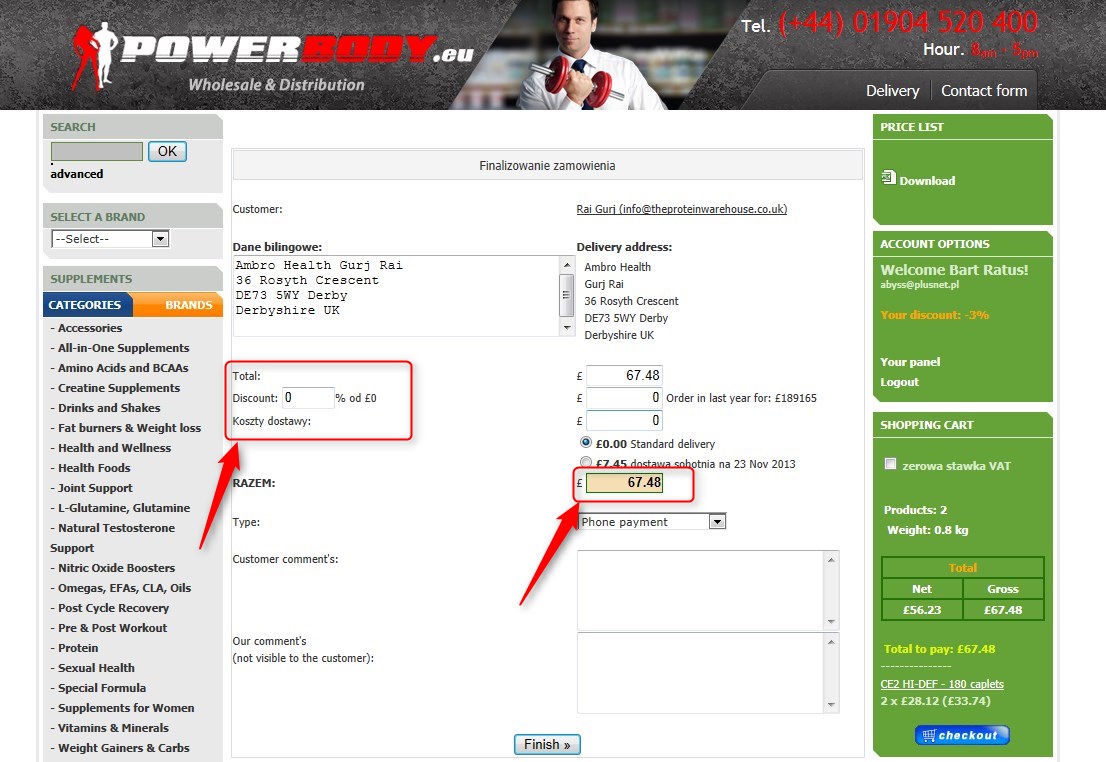 POWERBODY.eu
Wholesale & Distribution
Tel. (+44) 01904 520 400
Hour. 8am - 5pm
Delivery
Contact form
SEARCH
OK
advanced
SELECT A BRAND
--Select--
SUPPLEMENTS
CATEGORIES
BRANDS
- Accessories
- All-in-One Supplements
- Amino Acids and BCAAs
- Creatine Supplements
- Drinks and Shakes
- Fat burners & Weight loss
- Health and Wellness
- Health Foods
- Joint Support
- L-Glutamine, Glutamine
- Natural Testosterone
Support
- Nitric Oxide Boosters
- Omegas, EFAs, CLA, Oils
- Post Cycle Recovery
- Pre & Post Workout
- Protein
- Sexual Health
- Special Formula
- Supplements for Women
- Vitamins & Minerals
- Weight Gainers & Carbs
Finalizowanie zamowienia
Customer:
Rai Gurj (info@theproteinwarehouse.co.uk)
Dane bilingowe:
Ambro Health Gurj Rai
36 Rosyth Crescent
DE73 5WY Derby
Derbyshire UK
Delivery address:
Ambro Health
Gurj Rai
36 Rosyth Crescent
DE73 5WY Derby
Derbyshire UK
Total:
£ 67.48
Discount: 0 % od £0
£ 0 Order in last year for: £189165
Koszty dostawy:
£ 0
£0.00 Standard delivery
£7.45 dostawa sobotnia na 23 Nov 2013
RAZEM:
£ 67.48
Type:
Phone payment
Customer comment's:
Our comment's
(not visible to the customer):
Finish »
PRICE LIST
Download
ACCOUNT OPTIONS
Welcome Bart Ratus!
abyss@plusnet.pl
Your discount: -3%
Your panel
Logout
SHOPPING CART
zerowa stawka VAT
Products: 2
Weight: 0.8 kg
Total
Net Gross
£56.23 £67.48
Total to pay: £67.48
---------------
CE2 HI-DEF - 180 caplets
2 x £28.12 (£33.74)
checkout